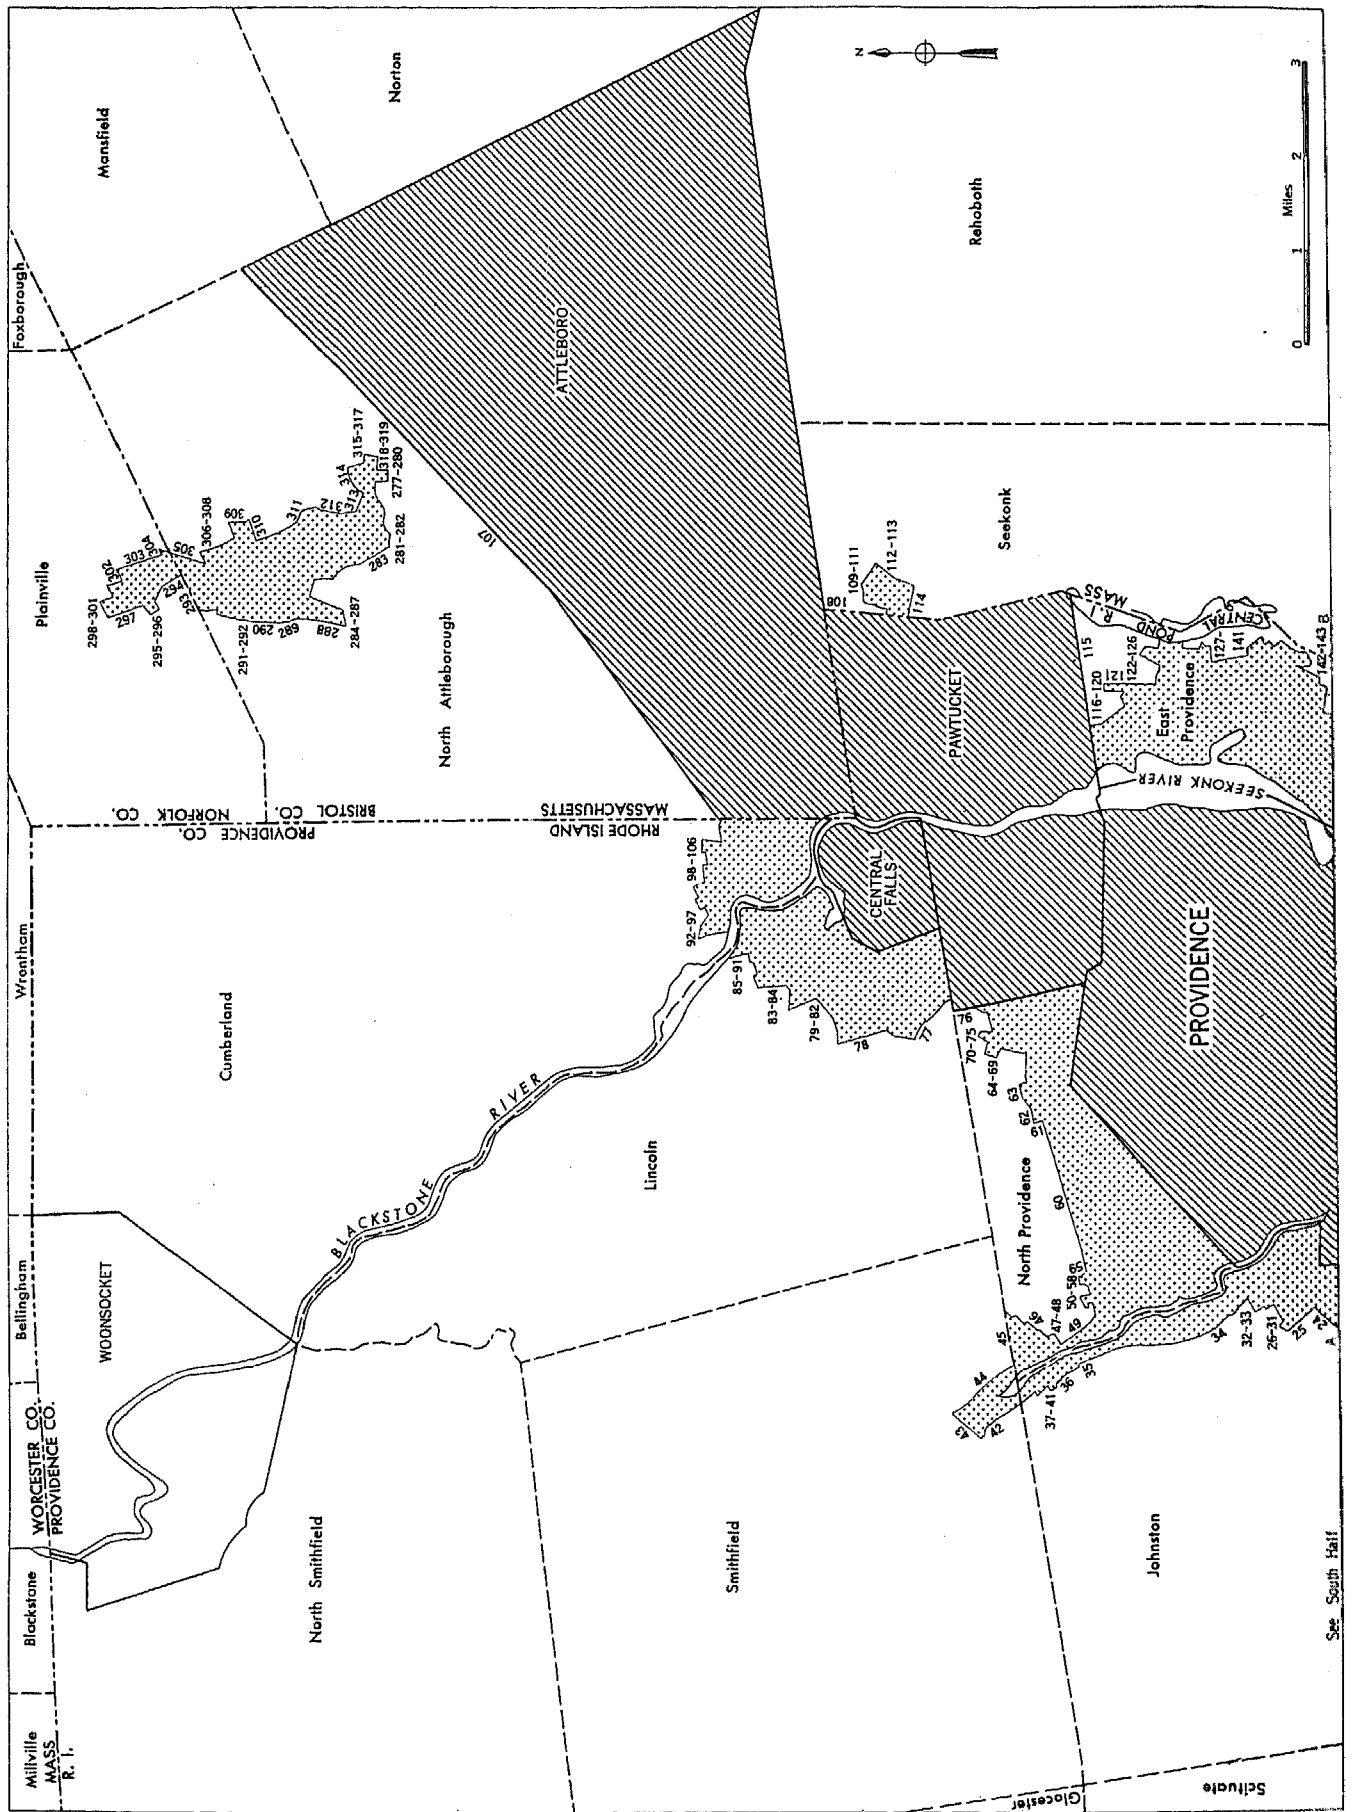 Millville
MASS
R. I.
Blackstone
WORCESTER CO.
PROVIDENCE CO.
Bellingham
Wrentham
Foxborough
WOONSOCKET
Cumberland
North Smithfield
BLACKSTONE RIVER
Lincoln
Smithfield
Johnston
Glocester
Scituate
See South Half
North Providence
PROVIDENCE CO.
NORFOLK CO.
BRISTOL CO.
RHODE ISLAND
MASSACHUSETTS
Plainville
Mansfield
Norton
North Attleborough
ATTLEBORO
Rehoboth
Seekonk
PAWTUCKET
CENTRAL
FALLS
PROVIDENCE
East
Providence
SEEKONK RIVER
CENTRAL
POND
R I
MASS
N
0 1 2 3
Miles
298-301
297
295-296
293
294
291-292
290
289
288
284-287
302
303
304
305
306-308
309
310
311
312
313
314
315-317
318-319
277-280
281-282
283
107
108
109-111
112-113
114
115
116-120
121
122-126
127-
141
142-143 B
98-106
92-97
85-91
83-84
79-82
78
77
76
70-75
64-69
63
62
61
60
50-58
49
47-48
46
45
44
43
42
37-41
36
35
34
32-33
26-31
25
24
A